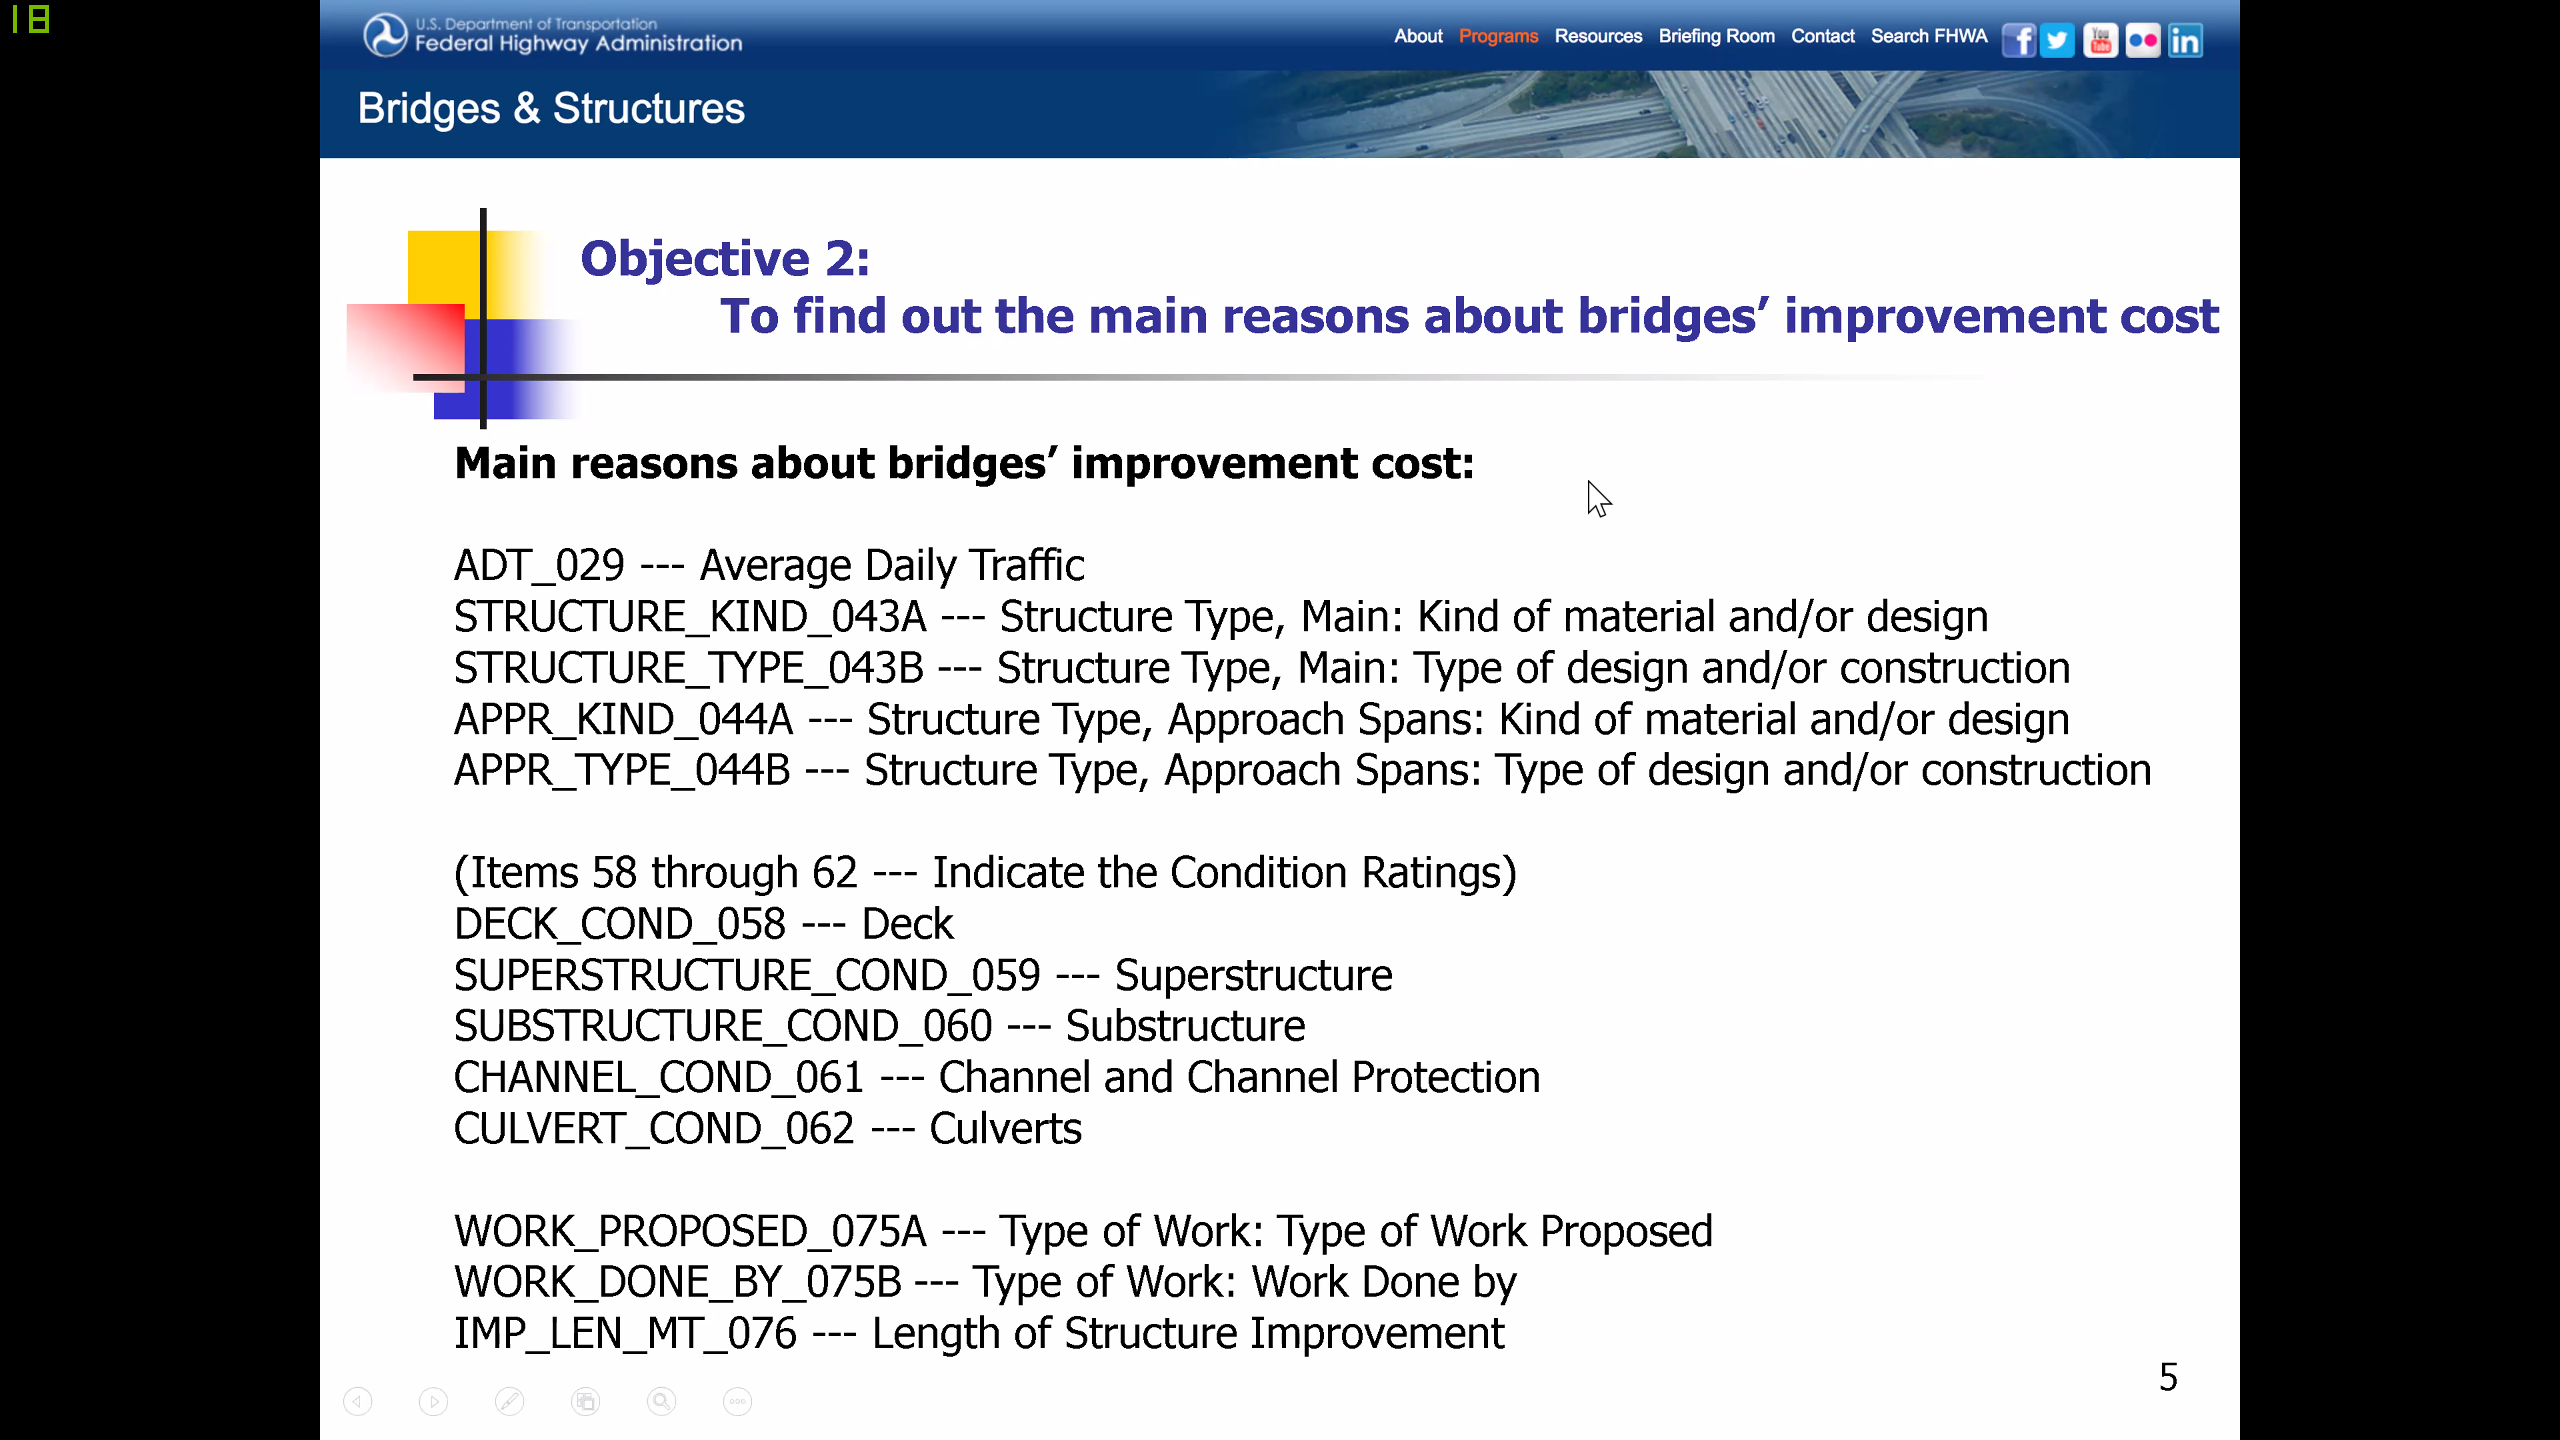 18
U.S. Department of Transportation
Federal Highway Administration
About Programs Resources Briefing Room Contact Search FHWA f You Tube in
Bridges & Structures
Objective 2:
To find out the main reasons about bridges’ improvement cost
Main reasons about bridges’ improvement cost:
ADT_029 --- Average Daily Traffic
STRUCTURE_KIND_043A --- Structure Type, Main: Kind of material and/or design
STRUCTURE_TYPE_043B --- Structure Type, Main: Type of design and/or construction
APPR_KIND_044A --- Structure Type, Approach Spans: Kind of material and/or design
APPR_TYPE_044B --- Structure Type, Approach Spans: Type of design and/or construction
(Items 58 through 62 --- Indicate the Condition Ratings)
DECK_COND_058 --- Deck
SUPERSTRUCTURE_COND_059 --- Superstructure
SUBSTRUCTURE_COND_060 --- Substructure
CHANNEL_COND_061 --- Channel and Channel Protection
CULVERT_COND_062 --- Culverts
WORK_PROPOSED_075A --- Type of Work: Type of Work Proposed
WORK_DONE_BY_075B --- Type of Work: Work Done by
IMP_LEN_MT_076 --- Length of Structure Improvement
5